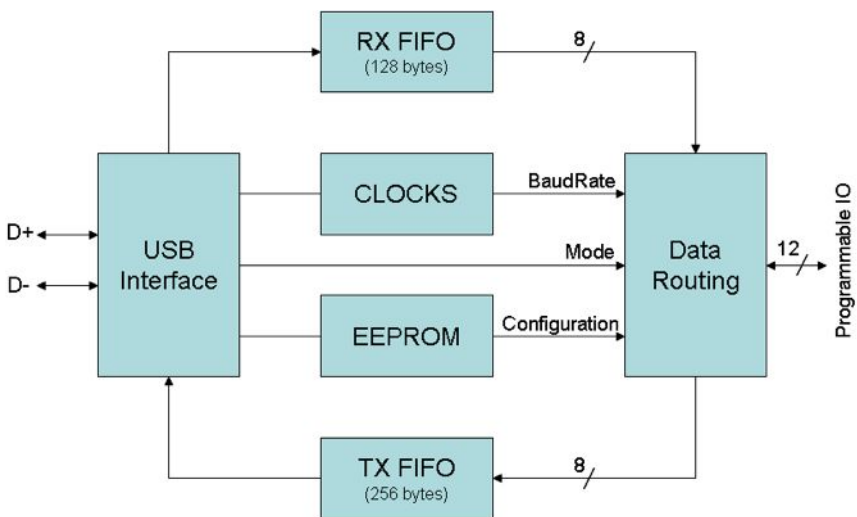 RX FIFO
(128 bytes)
8
CLOCKS
BaudRate
D+
USB
Interface
Mode
Data
Routing
12
Programmable IO
D-
EEPROM
Configuration
TX FIFO
(256 bytes)
8